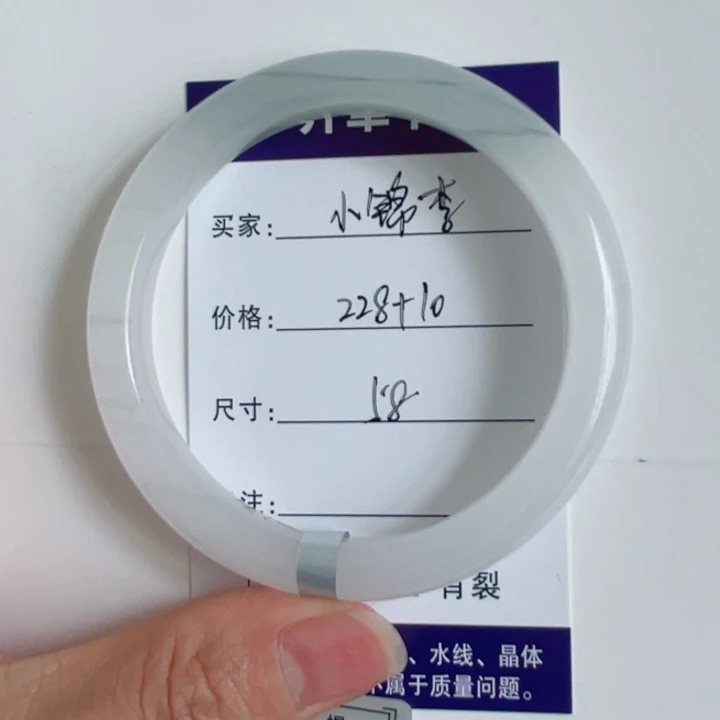 买家: 小锦李
价格: 228+10
尺寸: 58
注:
有裂
、水线、晶体
不属于质量问题。